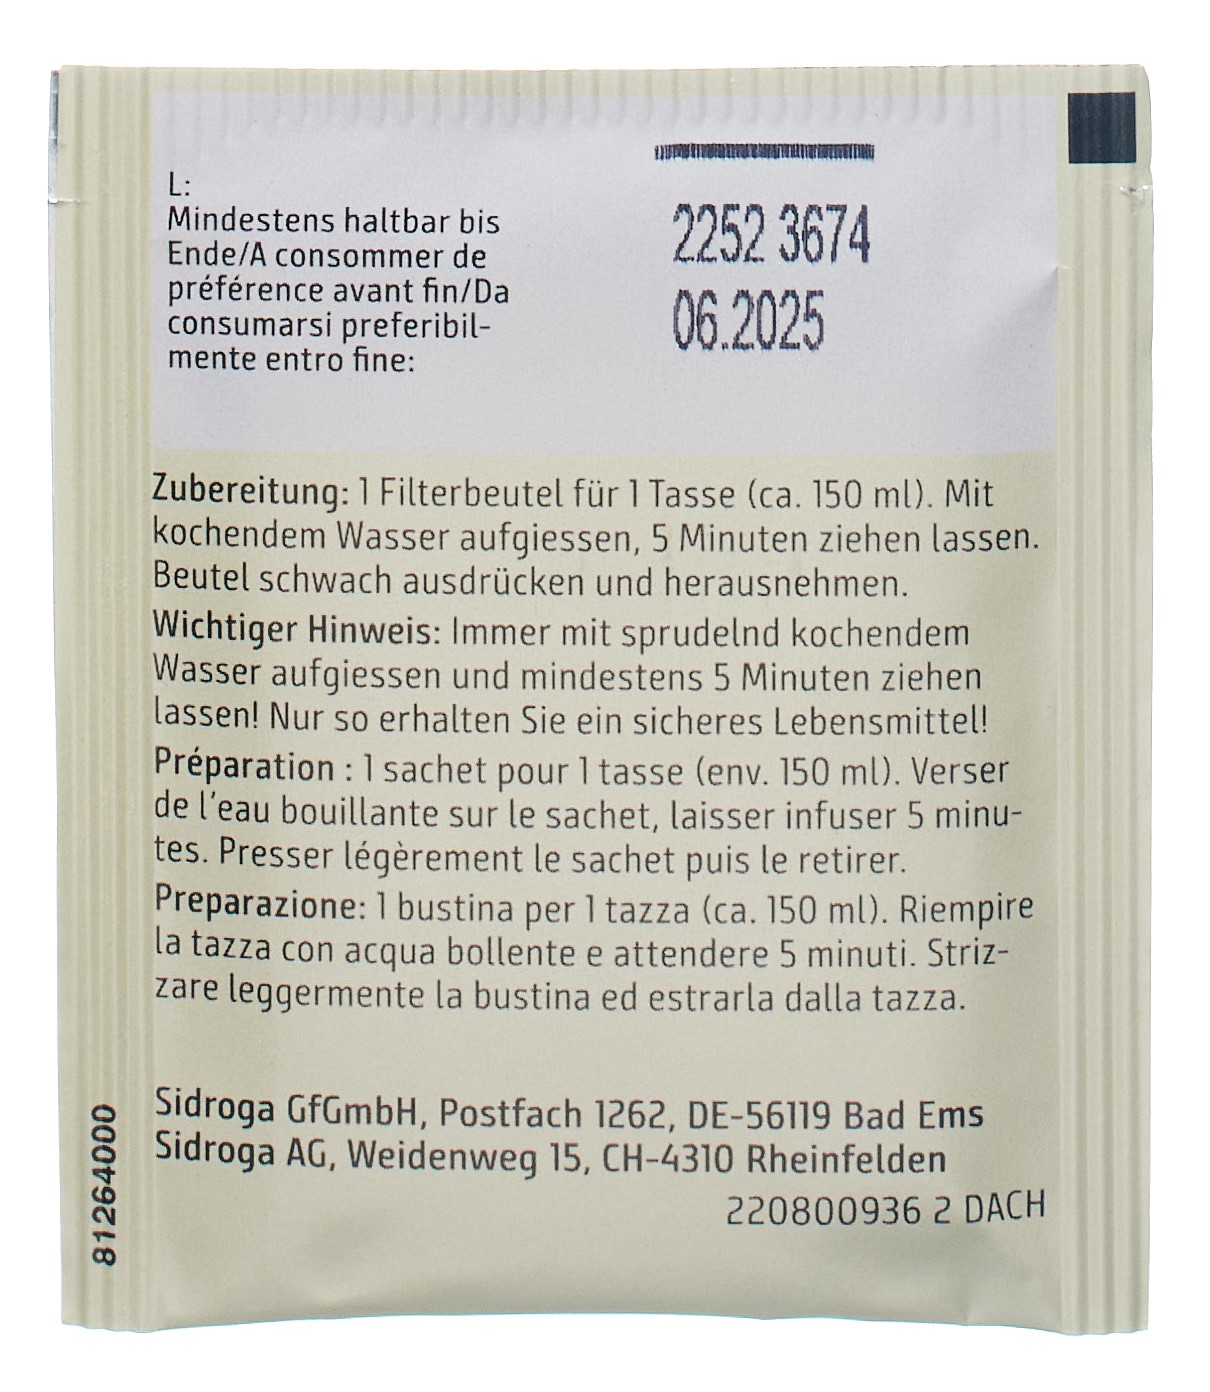 L:
Mindestens haltbar bis
Ende/A consommer de
préférence avant fin/Da
consumarsi preferibil-
mente entro fine:
2252 3674
06.2025
Zubereitung: 1 Filterbeutel für 1 Tasse (ca. 150 ml). Mit
kochendem Wasser aufgiessen, 5 Minuten ziehen lassen.
Beutel schwach ausdrücken und herausnehmen.
Wichtiger Hinweis: Immer mit sprudelnd kochendem
Wasser aufgiessen und mindestens 5 Minuten ziehen
lassen! Nur so erhalten Sie ein sicheres Lebensmittel!
Préparation : 1 sachet pour 1 tasse (env. 150 ml). Verser
de l'eau bouillante sur le sachet, laisser infuser 5 minu-
tes. Presser légèrement le sachet puis le retirer.
Preparazione: 1 bustina per 1 tazza (ca. 150 ml). Riempire
la tazza con acqua bollente e attendere 5 minuti. Striz-
zare leggermente la bustina ed estrarla dalla tazza.
Sidroga GfGmbH, Postfach 1262, DE-56119 Bad Ems
Sidroga AG, Weidenweg 15, CH-4310 Rheinfelden
220800936 2 DACH
81264000